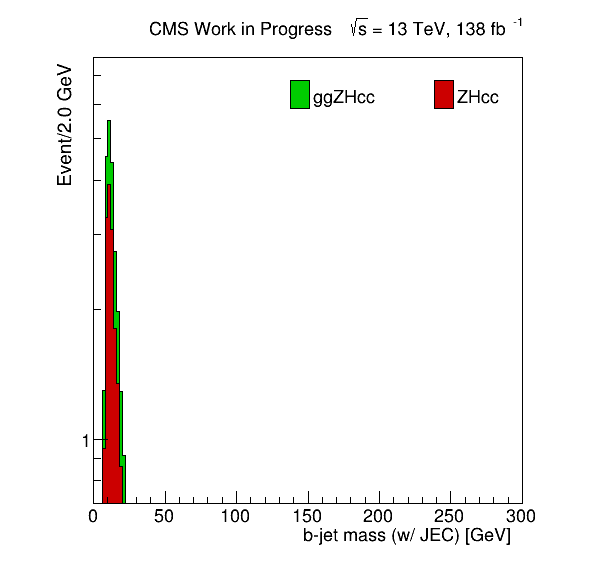 CMS Work in Progress √s = 13 TeV, 138 fb -1
Event/2.0 GeV
ggZHcc ZHcc
1
0 50 100 150 200 250 300
b-jet mass (w/ JEC) [GeV]